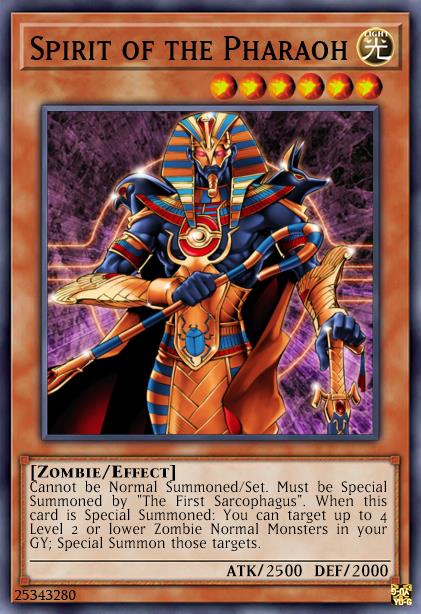 Spirit of the Pharaoh
LIGHT
光
[Zombie/Effect]
Cannot be Normal Summoned/Set. Must be Special
Summoned by "The First Sarcophagus". When this
card is Special Summoned: You can target up to 4
Level 2 or lower Zombie Normal Monsters in your
GY; Special Summon those targets.
ATK/2500 DEF/2000
25343280